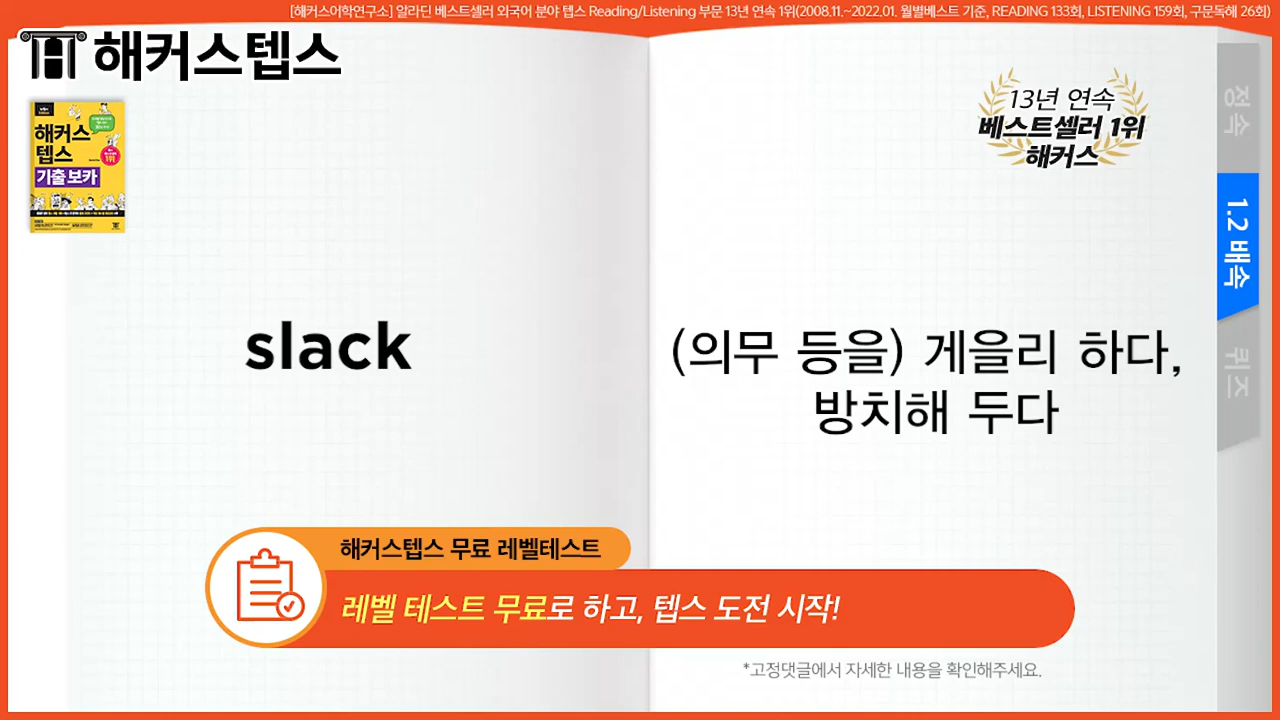 [해커스어학연구소] 알라딘 베스트셀러 외국어 분야 텝스 Reading/Listening 부문 13년 연속 1위(2008.11.~2022.01. 월별베스트 기준, READING 133회, LISTENING 159회, 구문독해 26회)
해커스텝스
해커스
텝스
기출 보카
13년 연속
베스트셀러 1위
해커스
정속
1.2 배속
퀴즈
slack
(의무 등을) 게을리 하다,
방치해 두다
해커스텝스 무료 레벨테스트
레벨 테스트 무료로 하고, 텝스 도전 시작!
*고정댓글에서 자세한 내용을 확인해주세요.